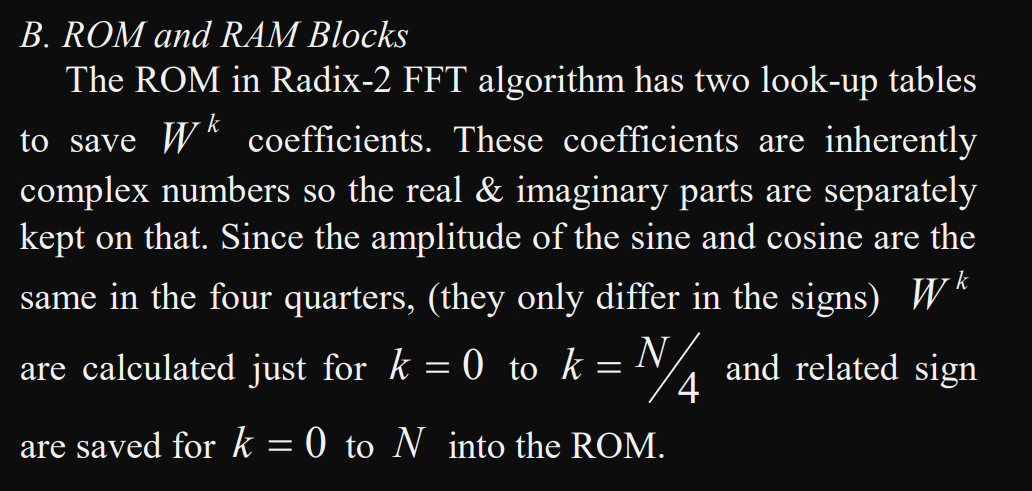 B. ROM and RAM Blocks
The ROM in Radix-2 FFT algorithm has two look-up tables
to save W^k coefficients. These coefficients are inherently
complex numbers so the real & imaginary parts are separately
kept on that. Since the amplitude of the sine and cosine are the
same in the four quarters, (they only differ in the signs) W^k
are calculated just for k = 0 to k = N/4 and related sign
are saved for k = 0 to N into the ROM.